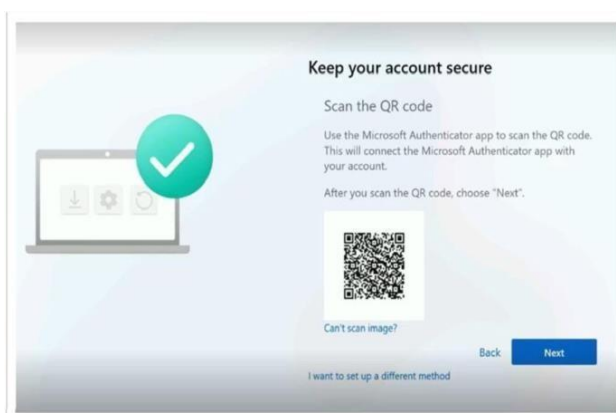 Keep your account secure
Scan the QR code
Use the Microsoft Authenticator app to scan the QR code.
This will connect the Microsoft Authenticator app with
your account.
After you scan the QR code, choose "Next".
Can't scan image?
Back
Next
I want to set up a different method